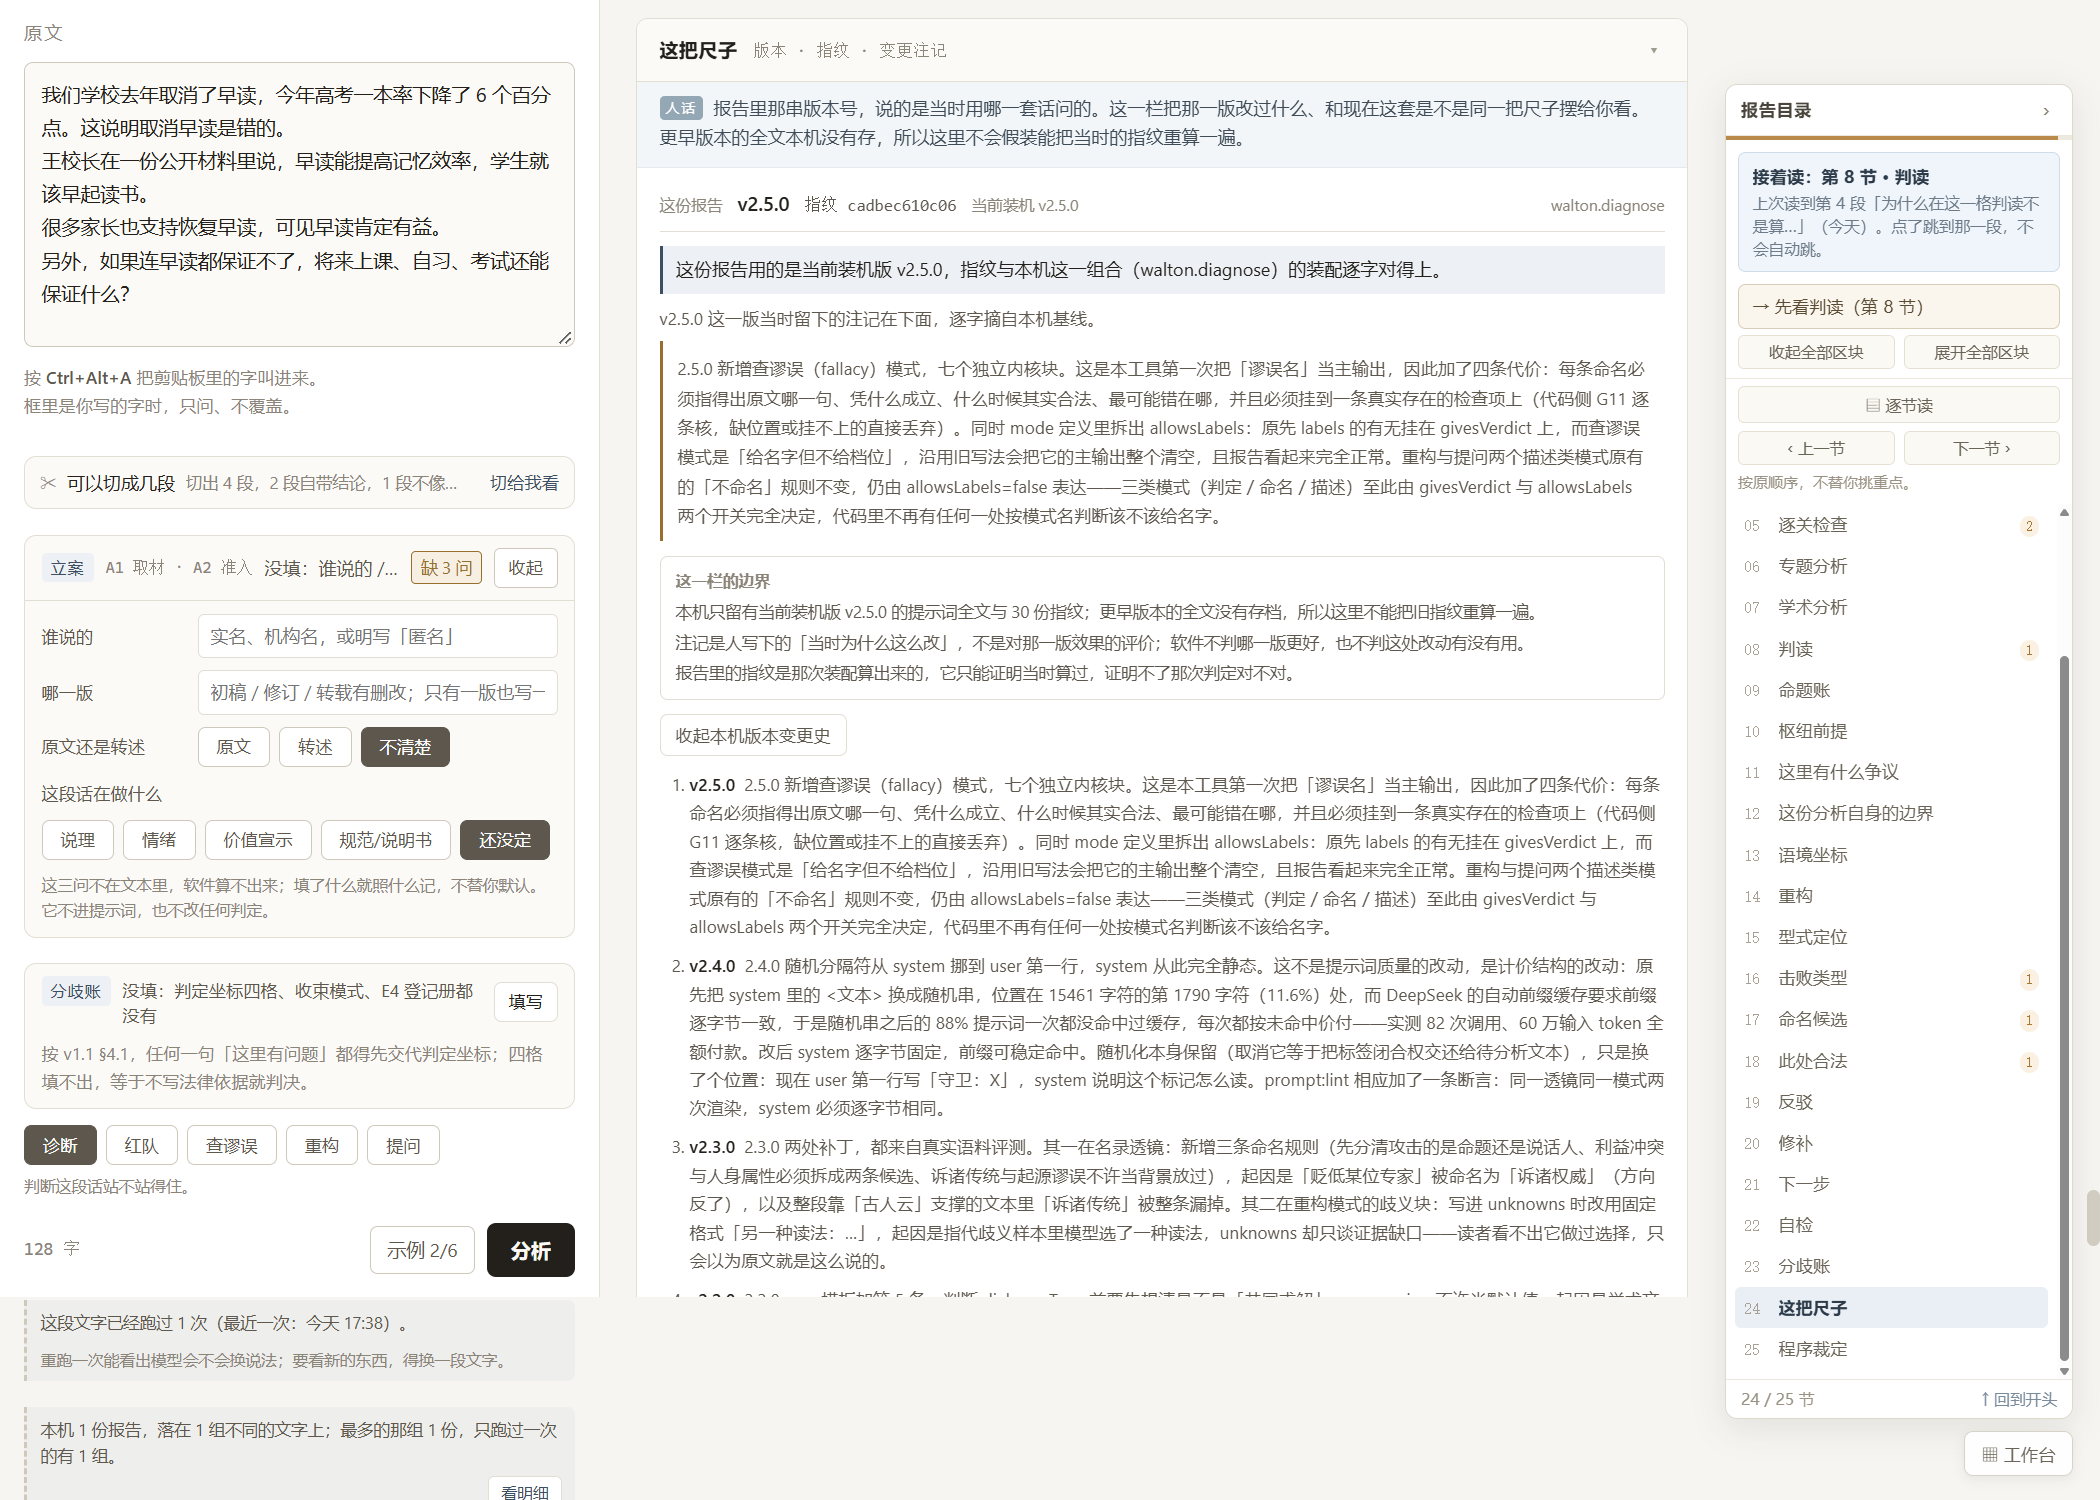 原文
我们学校去年取消了早读，今年高考一本率下降了 6 个百分
点。这说明取消早读是错的。
王校长在一份公开材料里说，早读能提高记忆效率，学生就
该早起读书。
很多家长也支持恢复早读，可见早读肯定有益。
另外，如果连早读都保证不了，将来上课、自习、考试还能
保证什么？
按 Ctrl+Alt+A 把剪贴板里的字叫进来。
框里是你写的字时，只问、不覆盖。
可以切成几段 切出 4 段，2 段自带结论，1 段不像... 切给我看
立案 A1 取材 · A2 准入 没填：谁说的 /... 缺 3 问 收起
谁说的 实名、机构名，或明写「匿名」
哪一版 初稿 / 修订 / 转载有删改；只有一版也写一
原文还是转述 原文 转述 不清楚
这段话在做什么
说理 情绪 价值宣示 规范/说明书 还没定
这三问不在文本里，软件算不出来；填了什么就照什么记，不替你默认。
它不进提示词，也不改任何判定。
分歧账 没填：判定坐标四格、收束模式、E4 登记册都
没有
填写
按 v1.1 §4.1，任何一句「这里有问题」都得先交代判定坐标；四格
填不出，等于不写法律依据就判决。
诊断 红队 查谬误 重构 提问
判断这段话站不站得住。
128 字 示例 2/6 分析
这段文字已经跑过 1 次（最近一次：今天 17:38）。
重跑一次能看出模型会不会换说法；要看新的东西，得换一段文字。
本机 1 份报告，落在 1 组不同的文字上；最多的那组 1 份，只跑过一次
的有 1 组。
看明细
这把尺子 版本 · 指纹 · 变更注记
人话 报告里那串版本号，说的是当时用哪一套话问的。这一栏把那一版改过什么、和现在这套是不是同一把尺子摆给你看。
更早版本的全文本机没有存，所以这里不会假装能把当时的指纹重算一遍。
这份报告 v2.5.0 指纹 cadbec610c06 当前装机 v2.5.0 walton.diagnose
这份报告用的是当前装机版 v2.5.0，指纹与本机这一组合（walton.diagnose）的装配逐字对得上。
v2.5.0 这一版当时留下的注记在下面，逐字摘自本机基线。
2.5.0 新增查谬误（fallacy）模式，七个独立内核块。这是本工具第一次把「谬误名」当主输出，因此加了四条代价：每条命名必
须指得出原文哪一句、凭什么成立、什么时候其实合法、最可能错在哪，并且必须挂到一条真实存在的检查项上（代码侧 G11 逐
条核，缺位置或挂不上的直接丢弃）。同时 mode 定义里拆出 allowsLabels：原先 labels 的有无挂在 givesVerdict 上，而查谬误
模式是「给名字但不给档位」，沿用旧写法会把它的主输出整个清空，且报告看起来完全正常。重构与提问两个描述类模式原有
的「不命名」规则不变，仍由 allowsLabels=false 表达——三类模式（判定 / 命名 / 描述）至此由 givesVerdict 与 allowsLabels
两个开关完全决定，代码里不再有任何一处按模式名判断该不该给名字。
这一栏的边界
本机只留有当前装机版 v2.5.0 的提示词全文与 30 份指纹；更早版本的全文没有存档，所以这里不能把旧指纹重算一遍。
注记是人写下的「当时为什么这么改」，不是对那一版效果的评价；软件不判哪一版更好，也不判这处改动有没有用。
报告里的指纹是那次装配算出来的，它只能证明当时算过，证明不了那次判定对不对。
收起本机版本变更史
1. v2.5.0 2.5.0 新增查谬误（fallacy）模式，七个独立内核块。这是本工具第一次把「谬误名」当主输出，因此加了四条代价：每条
命名必须指得出原文哪一句、凭什么成立、什么时候其实合法、最可能错在哪，并且必须挂到一条真实存在的检查项上（代码侧
G11 逐条核，缺位置或挂不上的直接丢弃）。同时 mode 定义里拆出 allowsLabels：原先 labels 的有无挂在 givesVerdict 上，而
查谬误模式是「给名字但不给档位」，沿用旧写法会把它的主输出整个清空，且报告看起来完全正常。重构与提问两个描述类模
式原有的「不命名」规则不变，仍由 allowsLabels=false 表达——三类模式（判定 / 命名 / 描述）至此由 givesVerdict 与
allowsLabels 两个开关完全决定，代码里不再有任何一处按模式名判断该不该给名字。
2. v2.4.0 2.4.0 随机分隔符从 system 挪到 user 第一行，system 从此完全静态。这不是提示词质量的改动，是计价结构的改动：原
先把 system 里的 <文本> 换成随机串，位置在 15461 字符的第 1790 字符（11.6%）处，而 DeepSeek 的自动前缀缓存要求前缀
逐字节一致，于是随机串之后的 88% 提示词一次都没命中过缓存，每次都按未命中价付——实测 82 次调用、60 万输入 token 全
额付款。改后 system 逐字节固定，前缀可稳定命中。随机化本身保留（取消它等于把标签闭合权交还给待分析文本），只是换
了个位置：现在 user 第一行写「守卫：X」，system 说明这个标记怎么读。prompt:lint 相应加了一条断言：同一透镜同一模式两
次渲染，system 必须逐字节相同。
3. v2.3.0 2.3.0 两处补丁，都来自真实语料评测。其一在名录透镜：新增三条命名规则（先分清攻击的是命题还是说话人、利益冲突
与人身属性必须拆成两条候选、诉诸传统与起源谬误不许当背景放过），起因是「贬低某位专家」被命名为「诉诸权威」（方向
反了），以及整段靠「古人云」支撑的文本里「诉诸传统」被整条漏掉。其二在重构模式的歧义块：写进 unknowns 时改用固定
格式「另一种读法：...」，起因是指代歧义样本里模型选了一种读法，unknowns 却只谈证据缺口——读者看不出它做过选择，只
会以为原文就是这么说的。
报告目录
接着读：第 8 节 • 判读
上次读到第 4 段「为什么在这一格判读不
是算...」（今天）。点了跳到那一段，不
会自动跳。
→ 先看判读（第 8 节）
收起全部区块 展开全部区块
逐节读
‹ 上一节 下一节 ›
按原顺序，不替你挑重点。
05 逐关检查 2
06 专题分析
07 学术分析
08 判读 1
09 命题账
10 枢纽前提
11 这里有什么争议
12 这份分析自身的边界
13 语境坐标
14 重构
15 型式定位
16 击败类型 1
17 命名候选 1
18 此处合法 1
19 反驳
20 修补
21 下一步
22 自检
23 分歧账
24 这把尺子
25 程序裁定
24 / 25 节 ↑ 回到开头
工作台